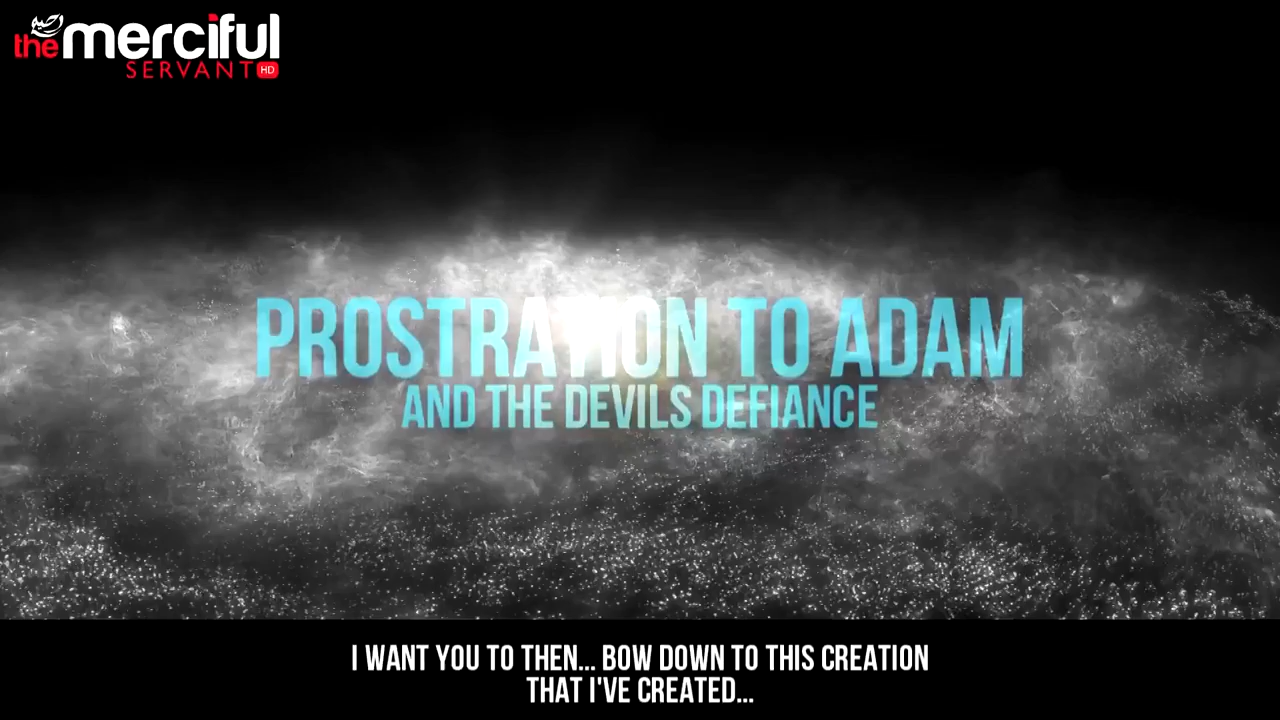 the merciful
SERVANT HD
PROSTRATION TO ADAM
AND THE DEVILS DEFIANCE
I WANT YOU TO THEN... BOW DOWN TO THIS CREATION
THAT I'VE CREATED...